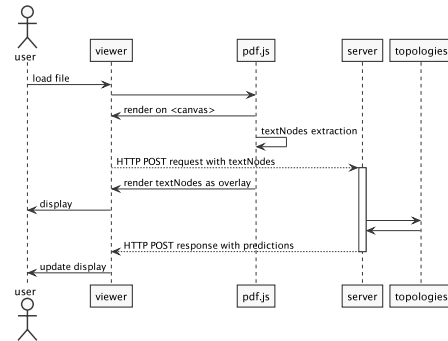 viewer pdf.js server topologies
user
load file
render on <canvas>
textNodes extraction
HTTP POST request with textNodes
render textNodes as overlay
display
HTTP POST response with predictions
update display
user
viewer pdf.js server topologies